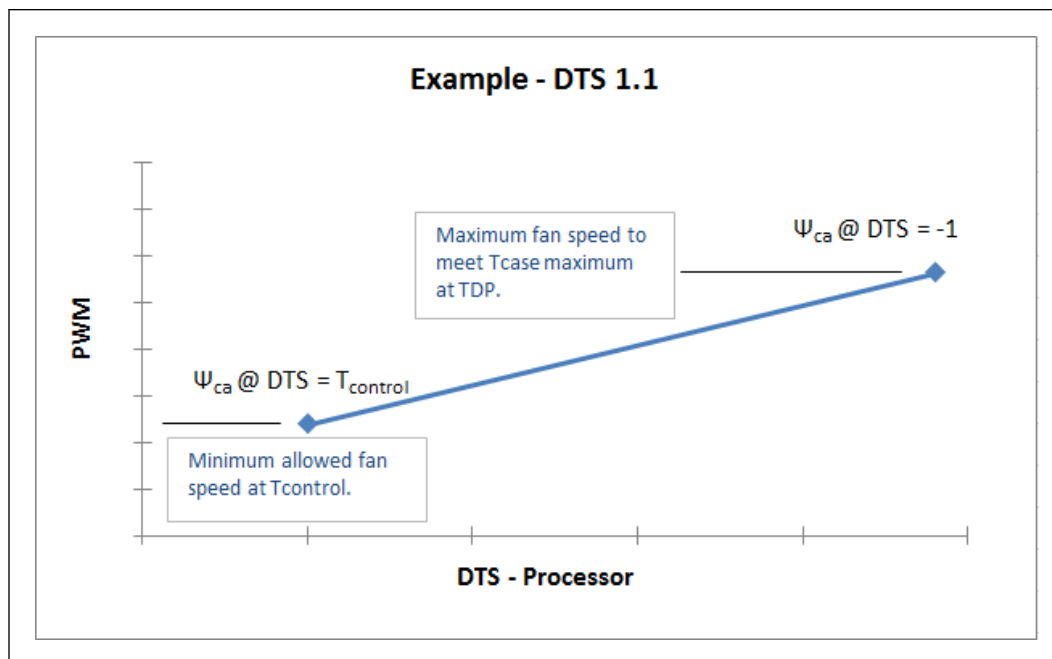 Example - DTS 1.1
Ψca @ DTS = -1
Maximum fan speed to
meet Tcase maximum
at TDP.
PWM
Ψca @ DTS = Tcontrol
Minimum allowed fan
speed at Tcontrol.
DTS - Processor